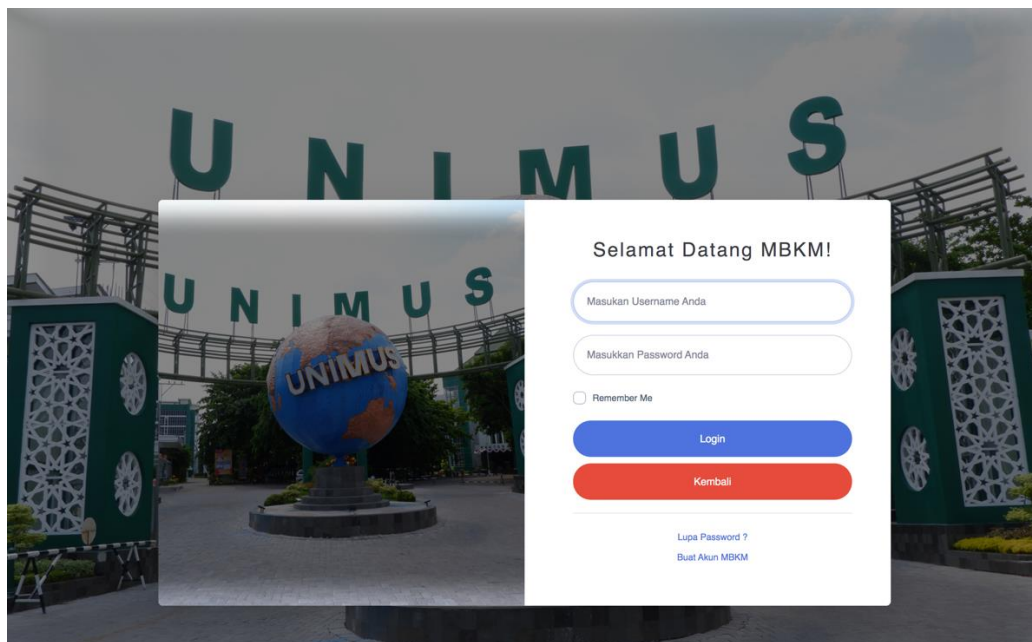 UNIMUS
UNIMUS
UNIMUS
Selamat Datang MBKM!
Masukan Username Anda
Masukkan Password Anda
Remember Me
Login
Kembali
Lupa Password ?
Buat Akun MBKM